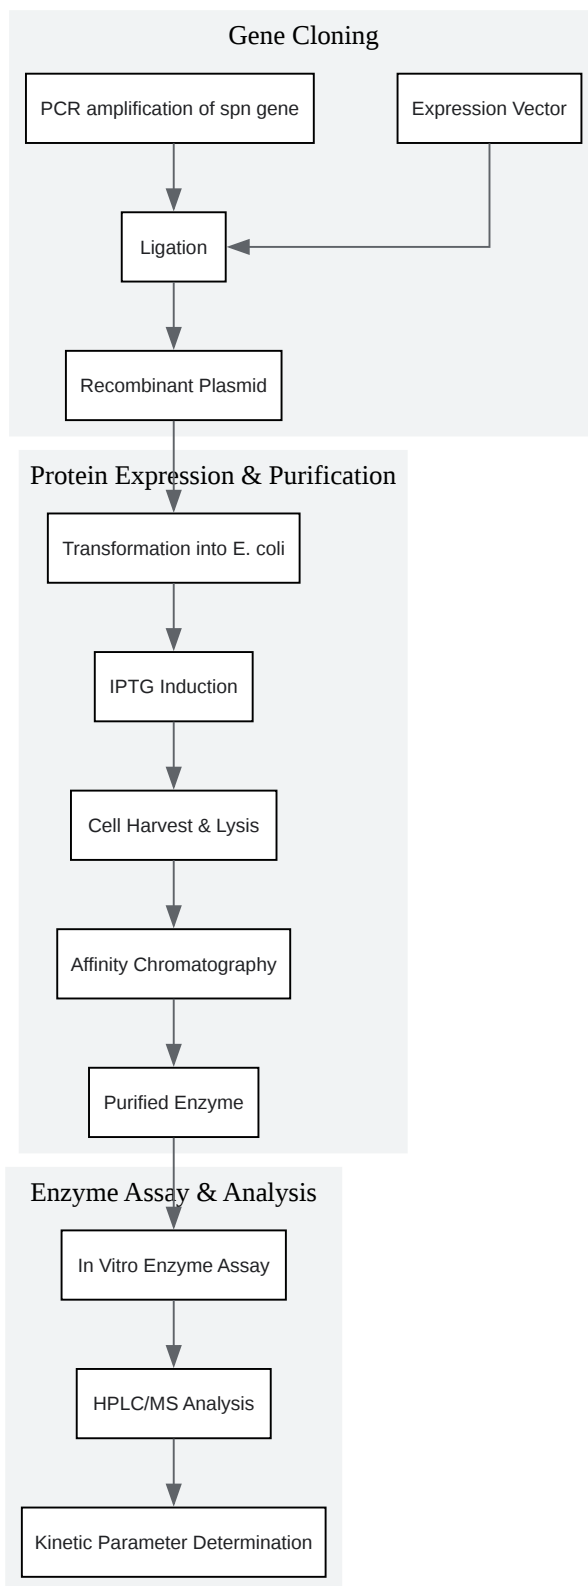 Gene Cloning
PCR amplification of spn gene
Expression Vector
Ligation
Recombinant Plasmid
Protein Expression & Purification
Transformation into E. coli
IPTG Induction
Cell Harvest & Lysis
Affinity Chromatography
Purified Enzyme
Enzyme Assay & Analysis
In Vitro Enzyme Assay
HPLC/MS Analysis
Kinetic Parameter Determination